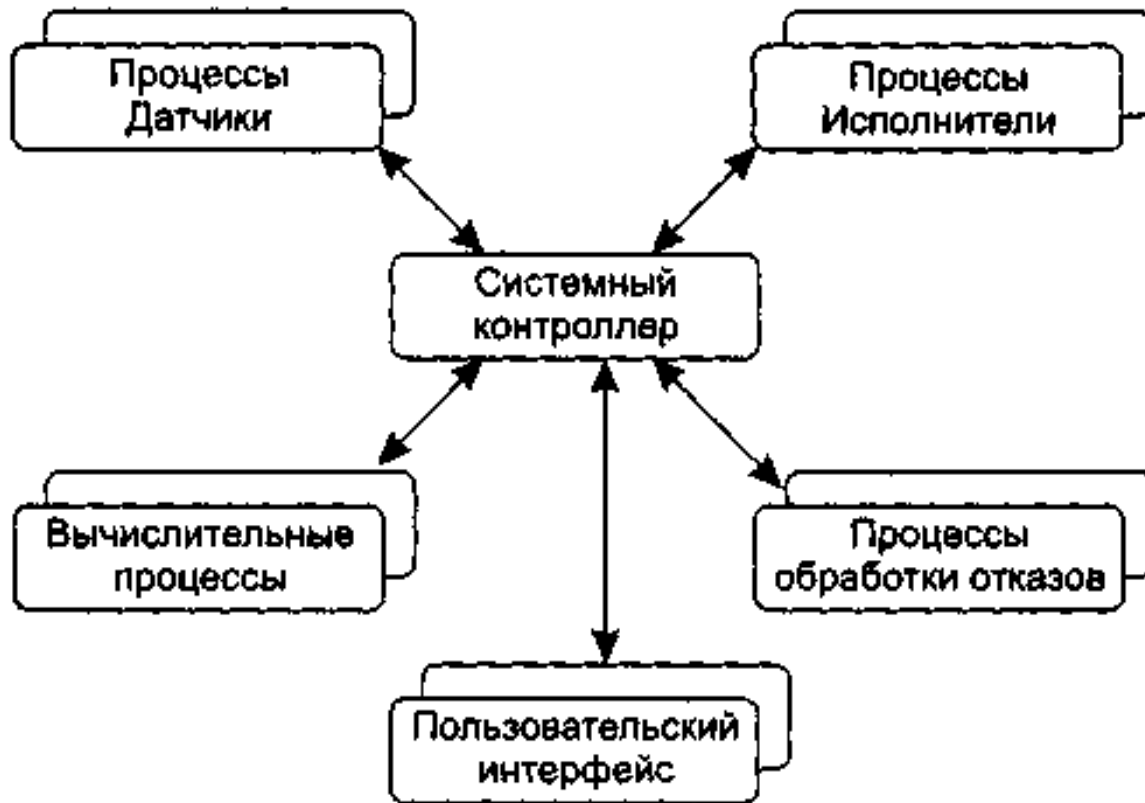 Процессы
Датчики
Процессы
Исполнители
Системный
контроллер
Вычислительные
процессы
Процессы
обработки отказов
Пользовательский
интерфейс